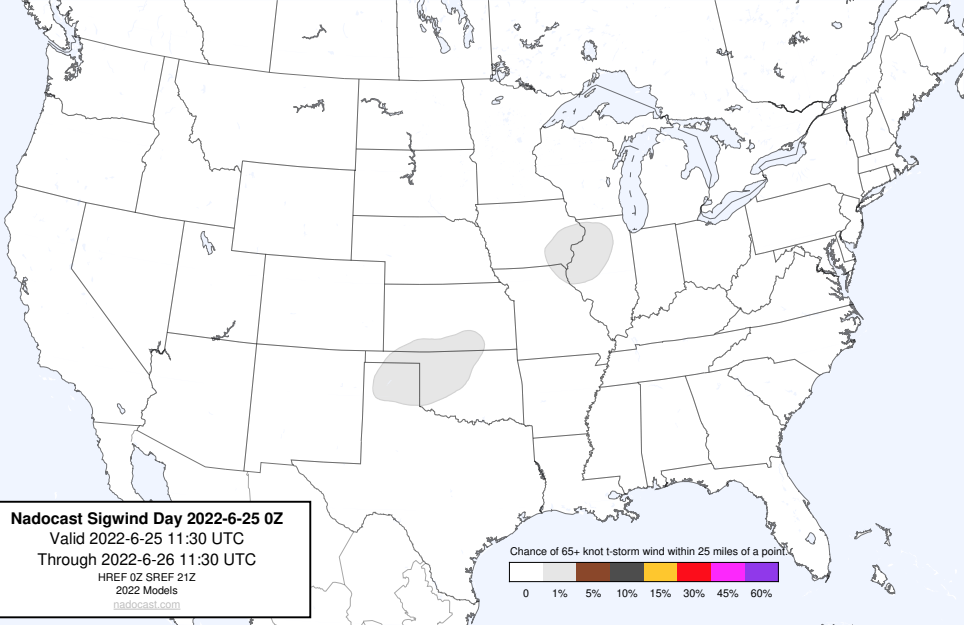 Nadocast Sigwind Day 2022-6-25 0Z
Valid 2022-6-25 11:30 UTC
Through 2022-6-26 11:30 UTC
HREF 0Z SREF 21Z
2022 Models
nadocast.com
Chance of 65+ knot t-storm wind within 25 miles of a point.
0 1% 5% 10% 15% 30% 45% 60%